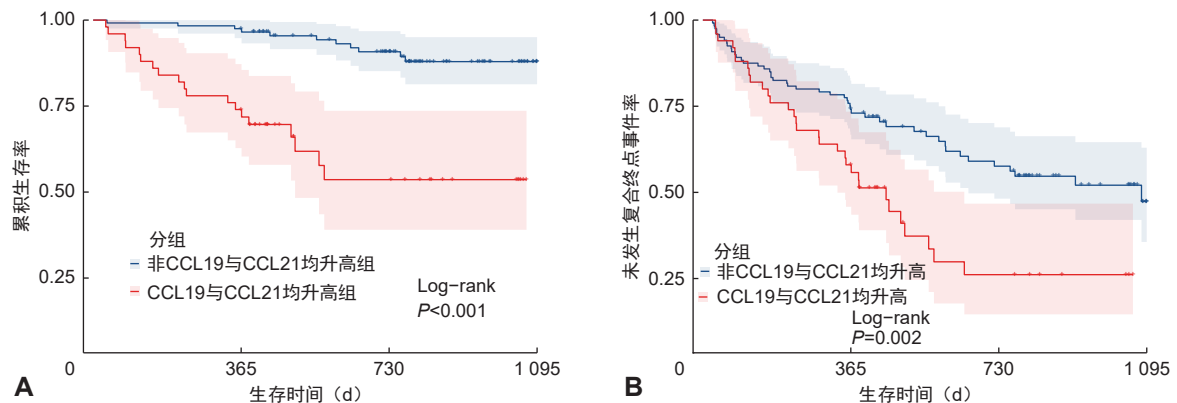 1.00
0.75
0.50
0.25
0
累积生存率
分组
非CCL19与CCL21均升高组
CCL19与CCL21均升高组
Log-rank
P<0.001
365
730
1 095
生存时间（d）
A
1.00
0.75
0.50
0.25
0
未发生复合终点事件率
分组
非CCL19与CCL21均升高
CCL19与CCL21均升高
Log-rank
P=0.002
365
730
1 095
生存时间（d）
B